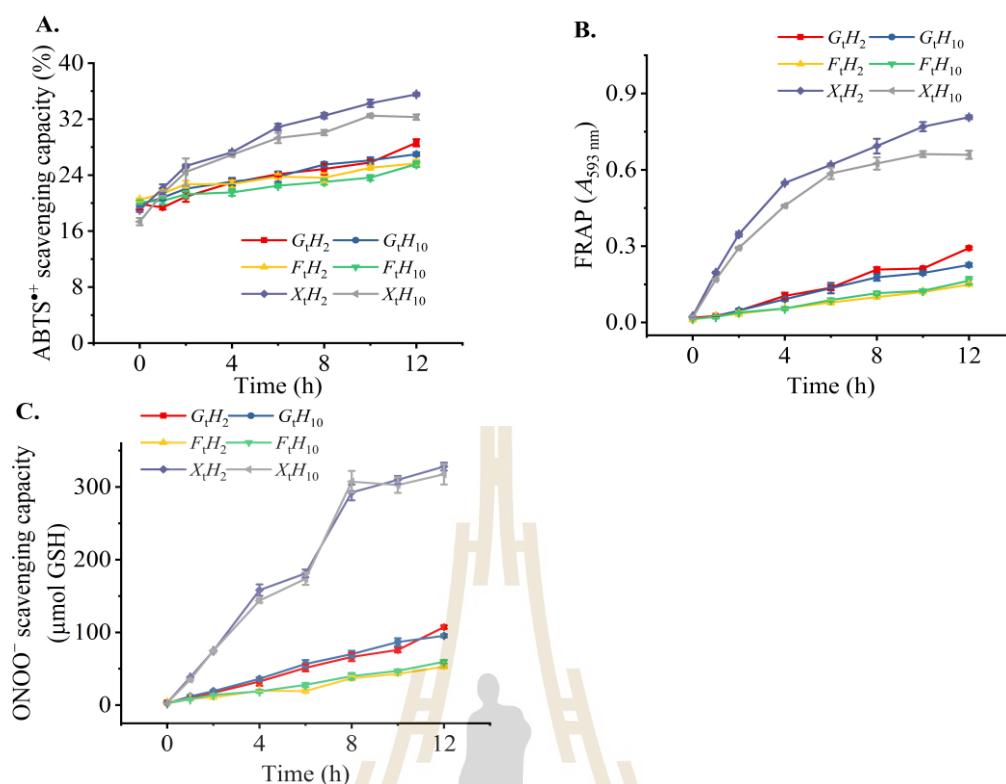 A.
ABTS•+ scavenging capacity (%)
40
32
24
16
8
0
GtH2 GtH10
FtH2 FtH10
XtH2 XtH10
0 4 8 12
Time (h)
B.
FRAP (A593 nm)
GtH2 GtH10
FtH2 FtH10
XtH2 XtH10
0.9
0.6
0.3
0.0
0 4 8 12
Time (h)
C.
ONOO− scavenging capacity
(μmol GSH)
GtH2 GtH10
FtH2 FtH10
XtH2 XtH10
300
200
100
0
0 4 8 12
Time (h)